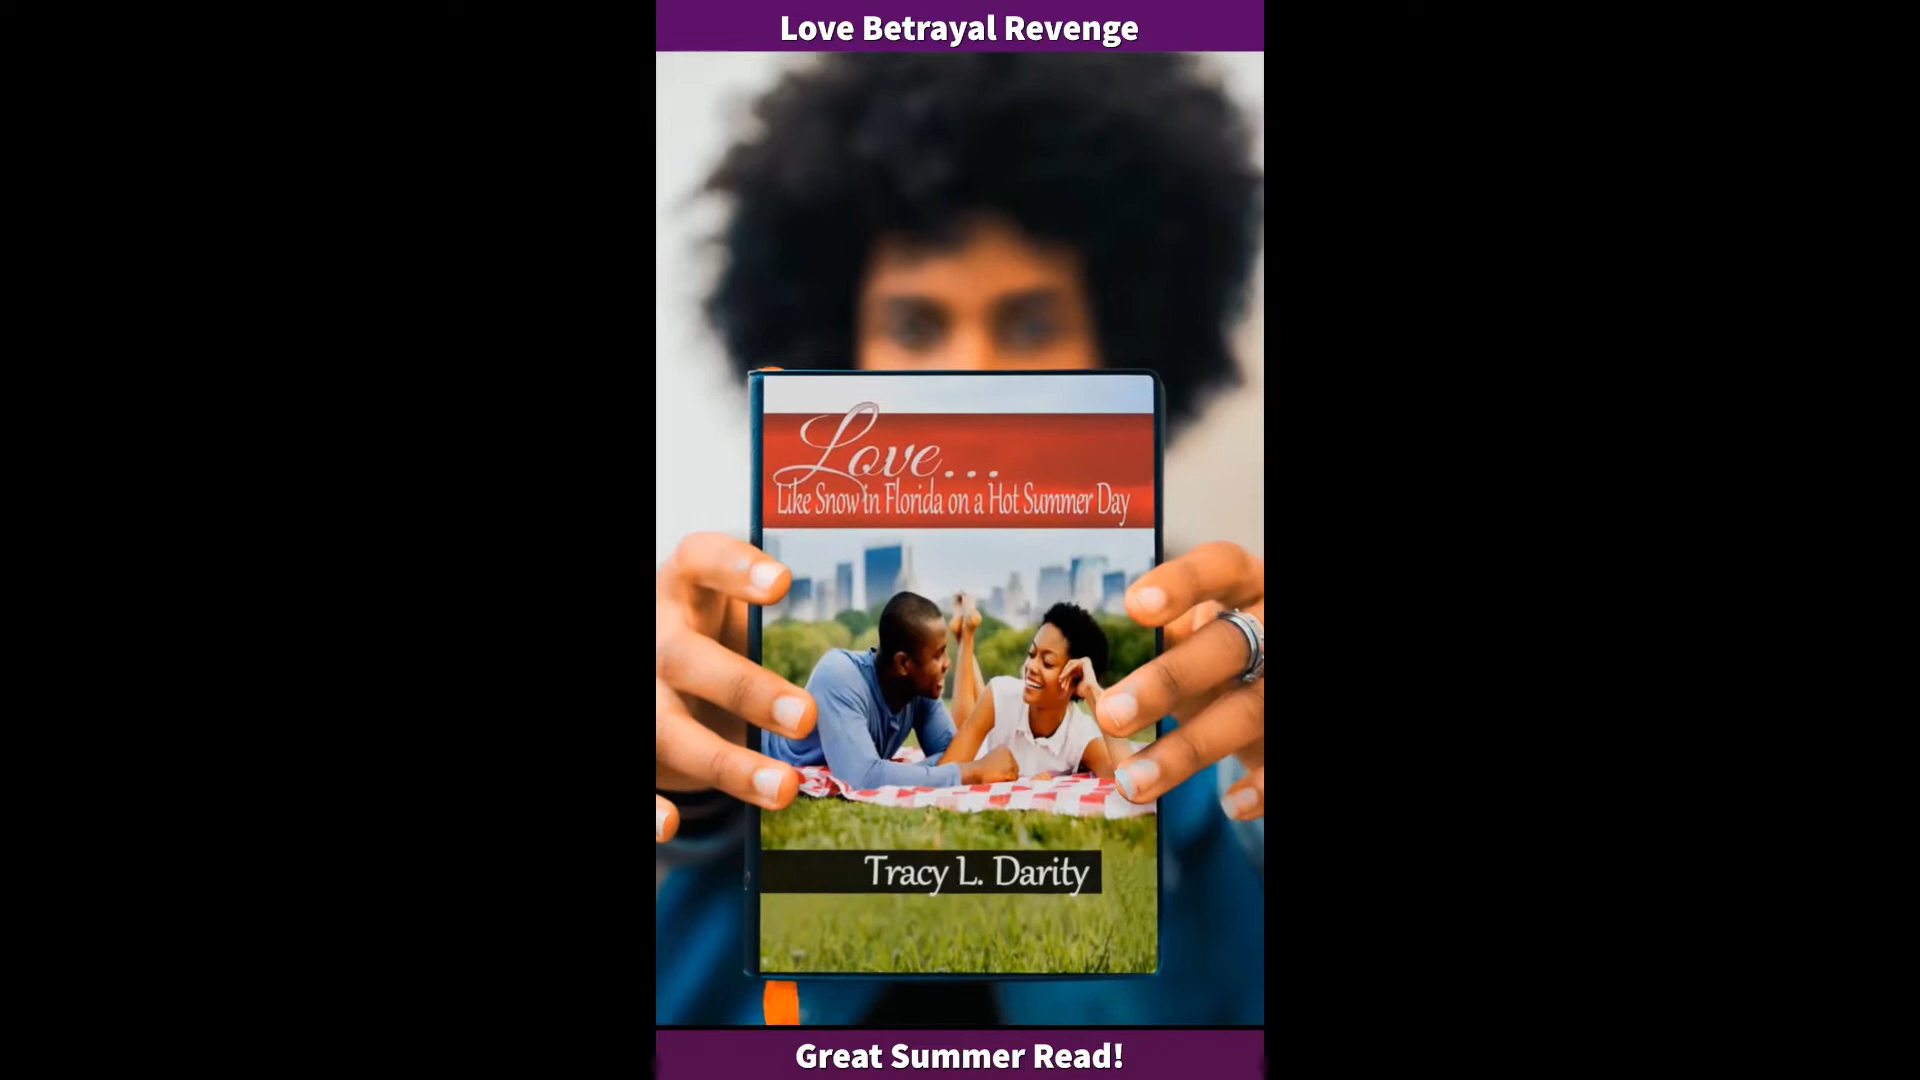 Love Betrayal Revenge
Love...
Like Snow in Florida on a Hot Summer Day
Tracy L. Darity
Great Summer Read!